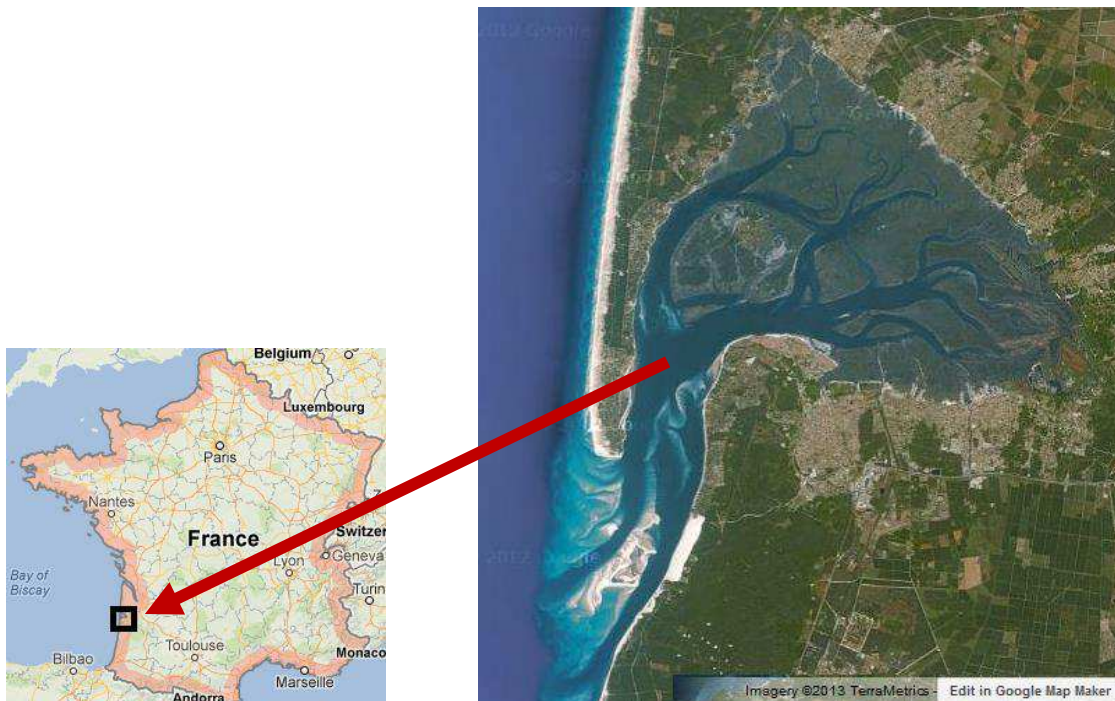 Belgium
Luxembourg
Paris
Nantes
France
Switzer
Geneva
Lyon
Bay of
Biscay
Turin
Toulouse
Bilbao
Monaco
Marseille
Andorra
Imagery ©2013 TerraMetrics - Edit in Google Map Maker